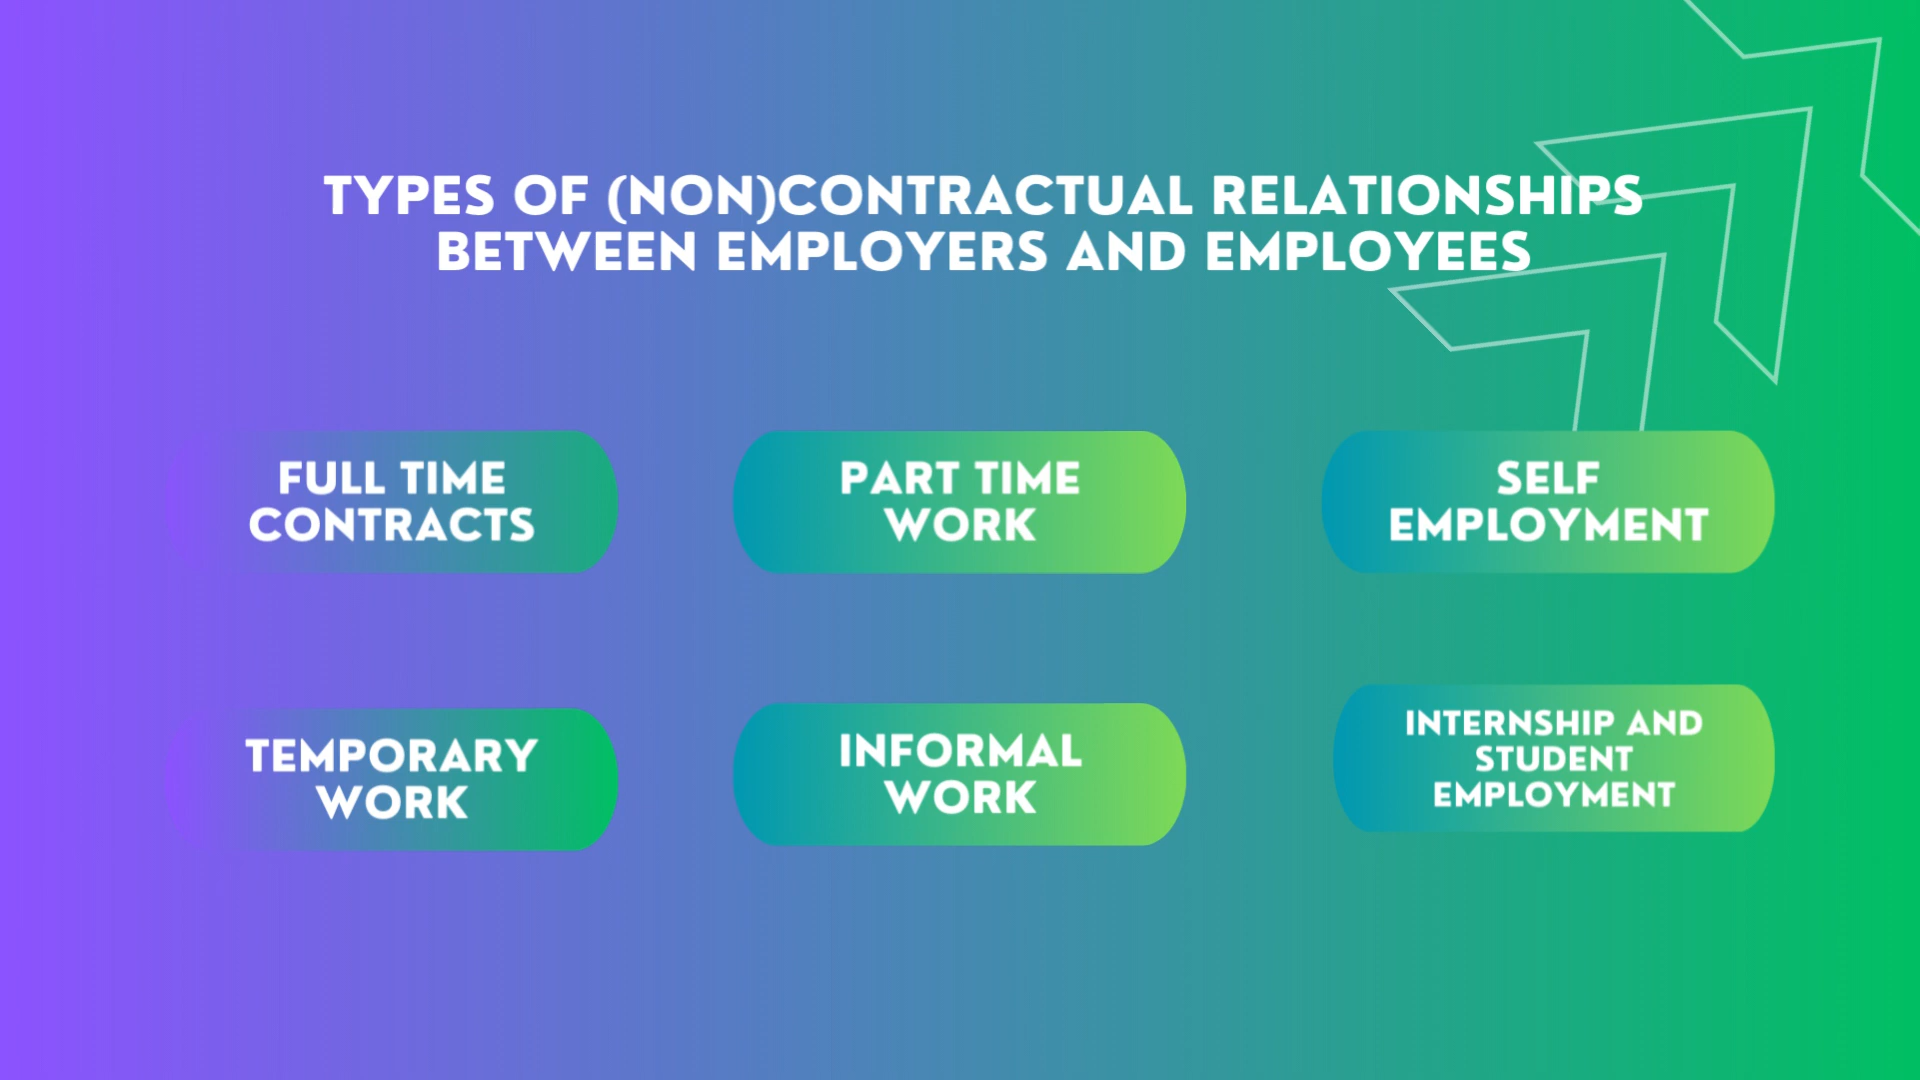 TYPES OF (NON)CONTRACTUAL RELATIONSHIPS
BETWEEN EMPLOYERS AND EMPLOYEES
FULL TIME
CONTRACTS
PART TIME
WORK
SELF
EMPLOYMENT
TEMPORARY
WORK
INFORMAL
WORK
INTERNSHIP AND
STUDENT
EMPLOYMENT